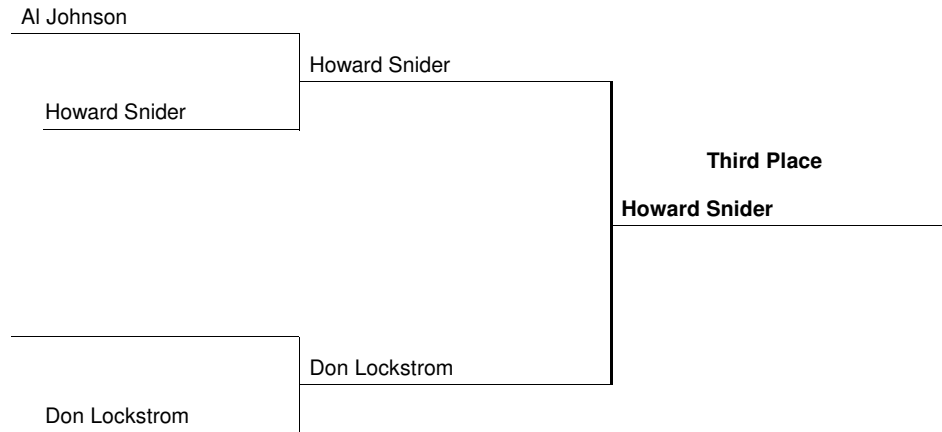 Al Johnson
Howard Snider
Howard Snider
Third Place
Howard Snider
Don Lockstrom
Don Lockstrom